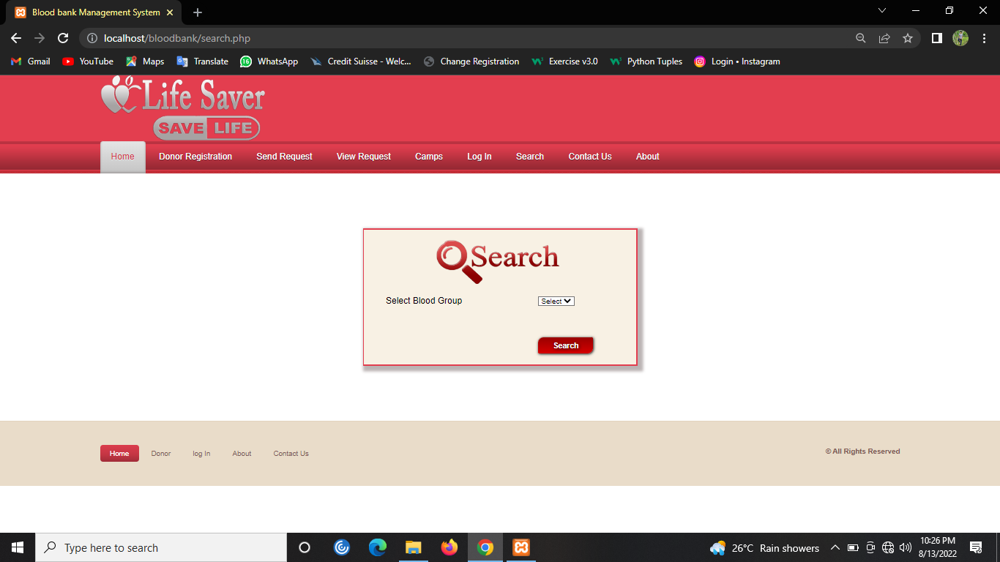 Blood bank Management System
localhost/bloodbank/search.php
Gmail YouTube Maps Translate 16 WhatsApp Credit Suisse - Welc... Change Registration Exercise v3.0 Python Tuples Login • Instagram
Life Saver
SAVE LIFE
Home Donor Registration Send Request View Request Camps Log In Search Contact Us About
Search
Select Blood Group Select
Search
Home Donor log In About Contact Us © All Rights Reserved
Type here to search 26°C Rain showers 10:26 PM
8/13/2022